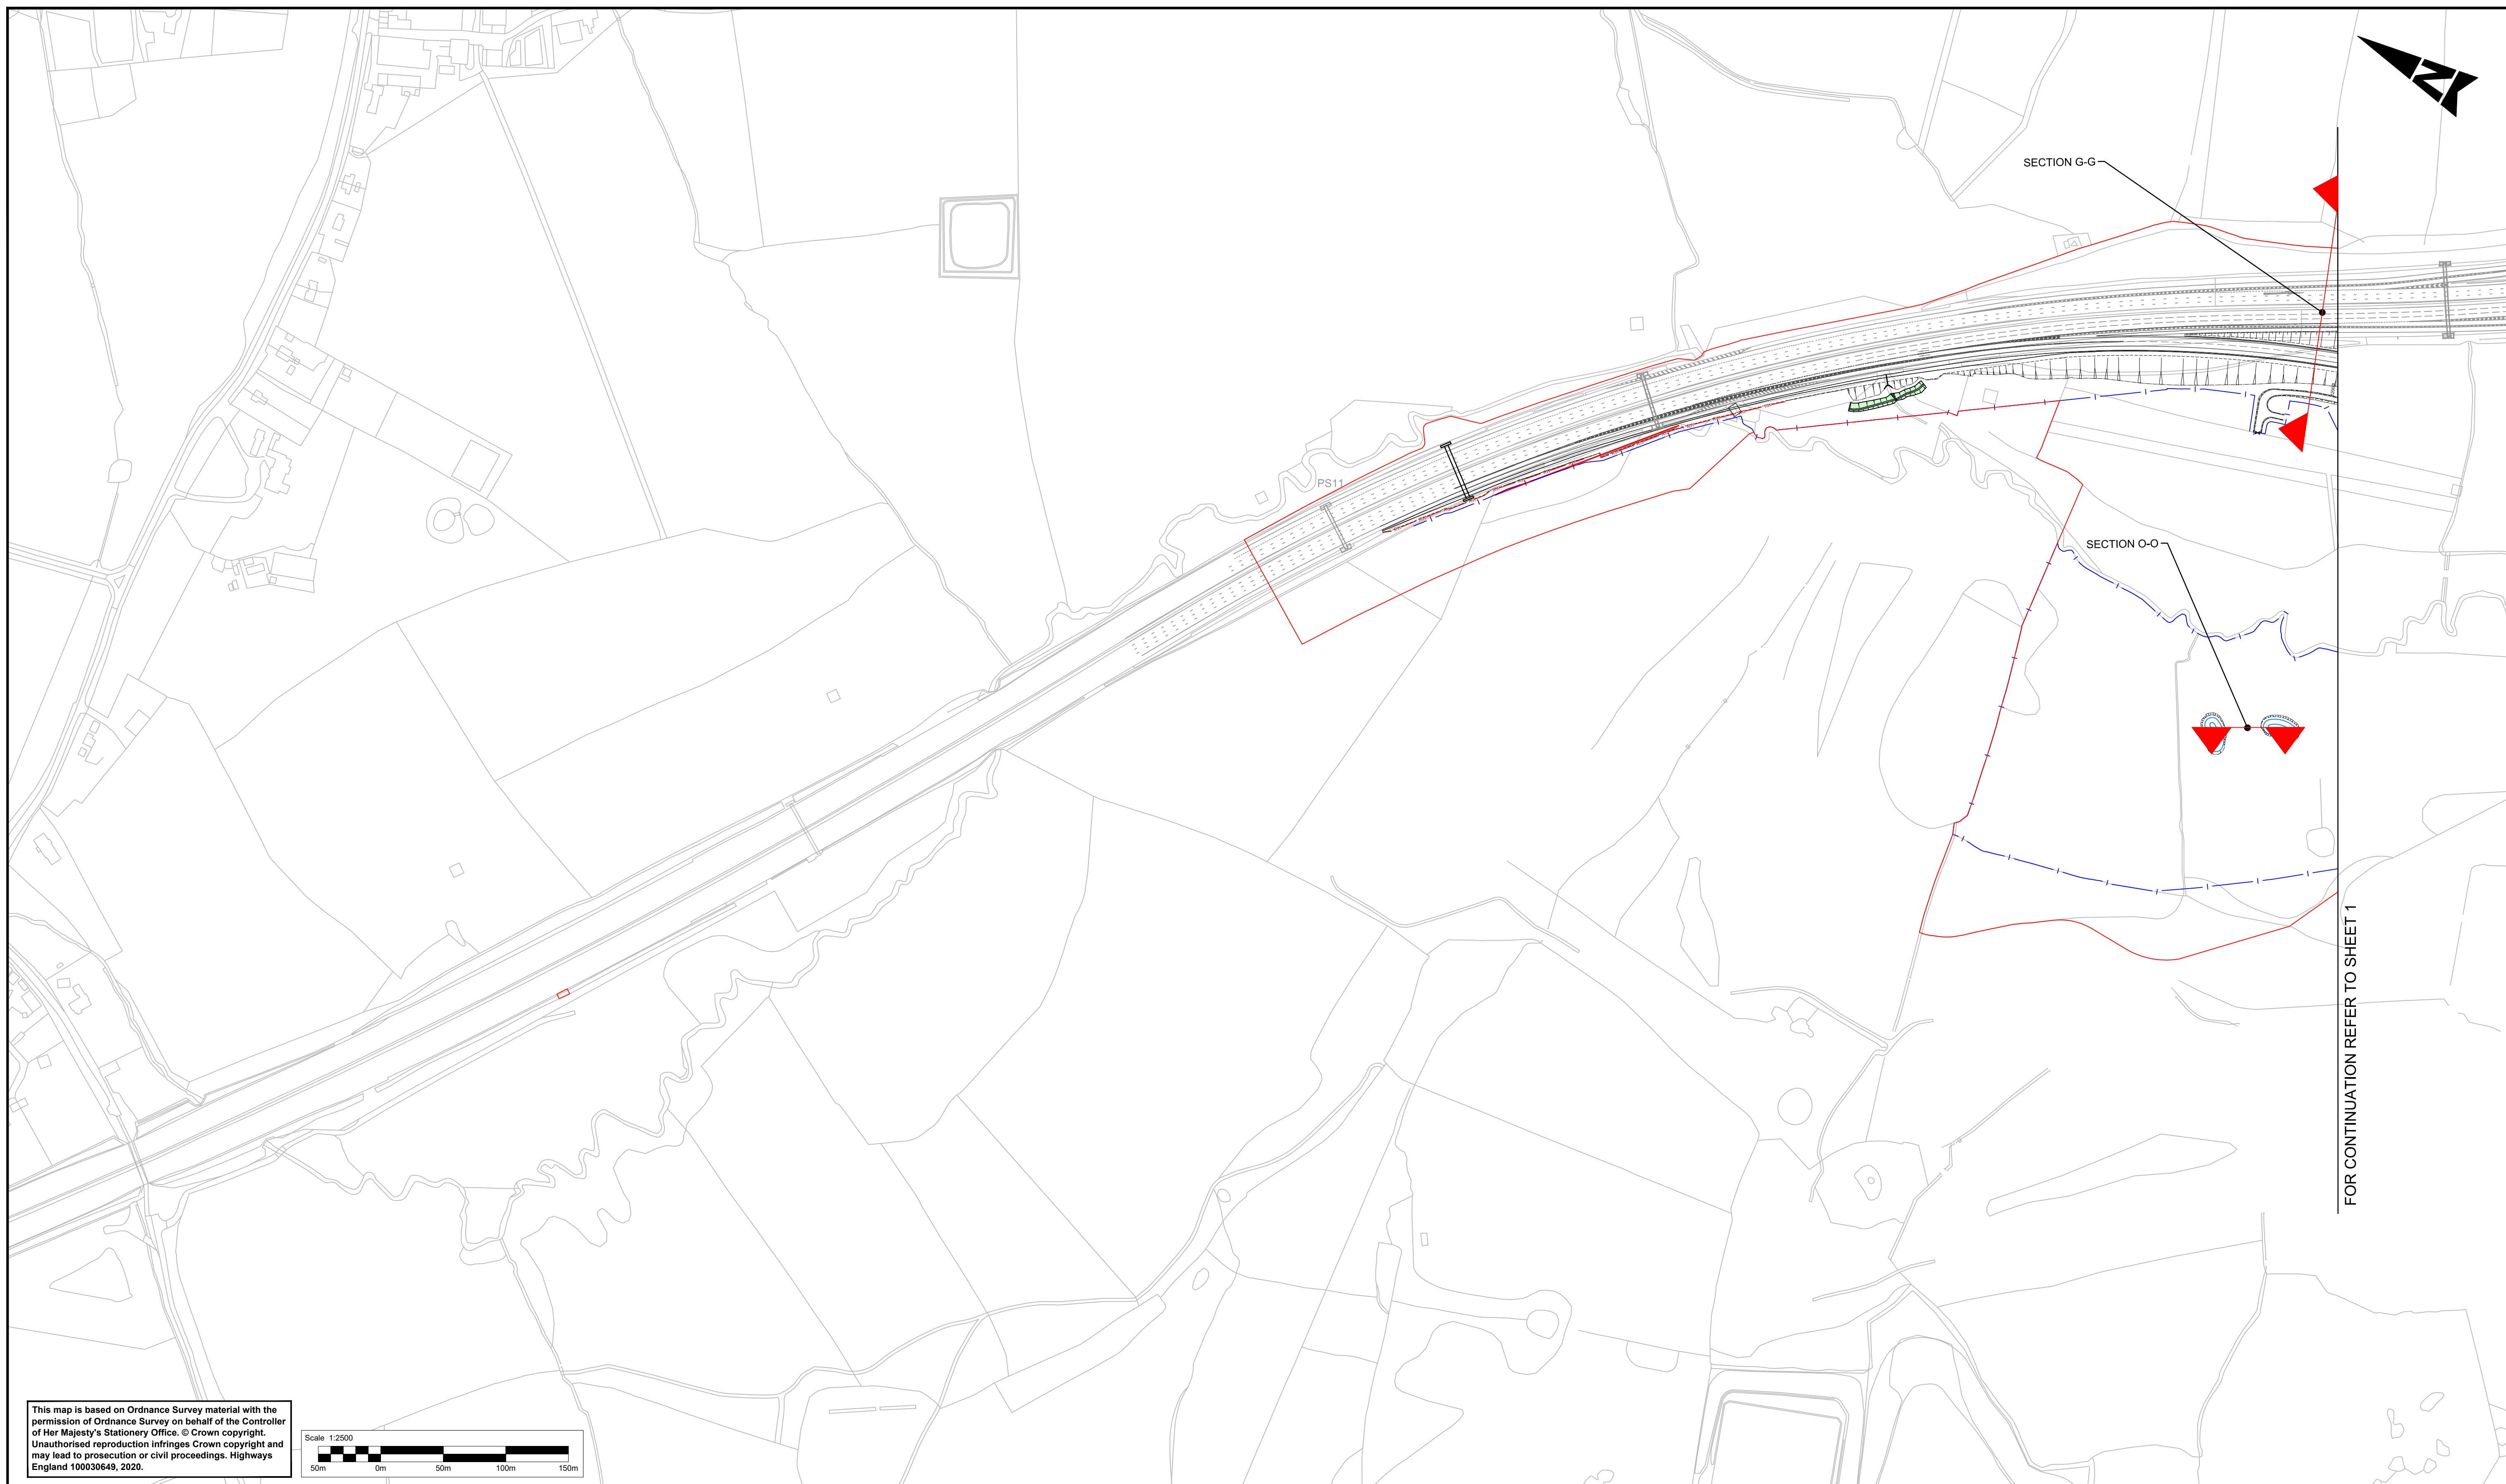 N
SECTION G-G
PS11
SECTION O-O
FOR CONTINUATION REFER TO SHEET 1
This map is based on Ordnance Survey material with the
permission of Ordnance Survey on behalf of the Controller
of Her Majesty's Stationery Office. © Crown copyright.
Unauthorised reproduction infringes Crown copyright and
may lead to prosecution or civil proceedings. Highways
England 100030649, 2020.
Scale 1:2500
50m 0m 50m 100m 150m